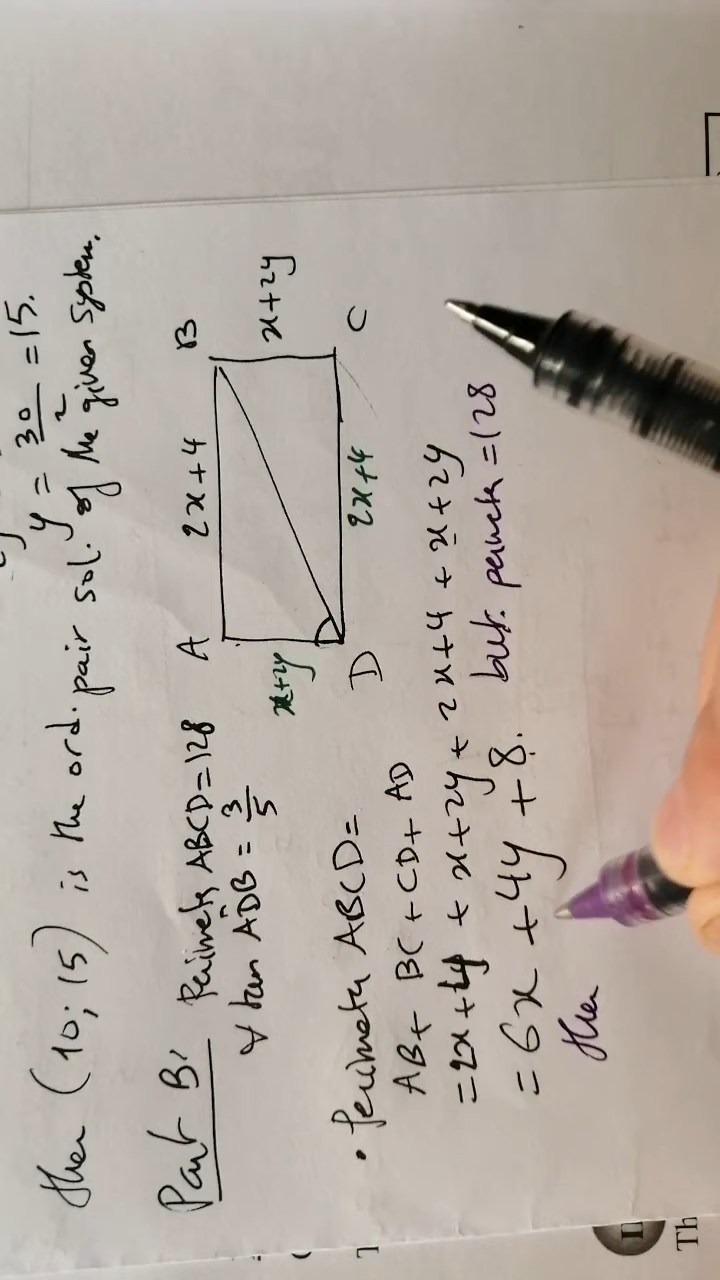 y = 30/2 = 15.
then (10; 15) is the ord. pair sol. of the given system.
Part B: Perimeter ABCD = 128
& tan ADB = 3/5
A 2x+4 B
x+2y x+2y
D 2x+4 C
• Perimeter ABCD =
AB + BC + CD + AD
= 2x+4 + x+2y + 2x+4 + x+2y
= 6x + 4y + 8. but perimeter = 128
then
Th